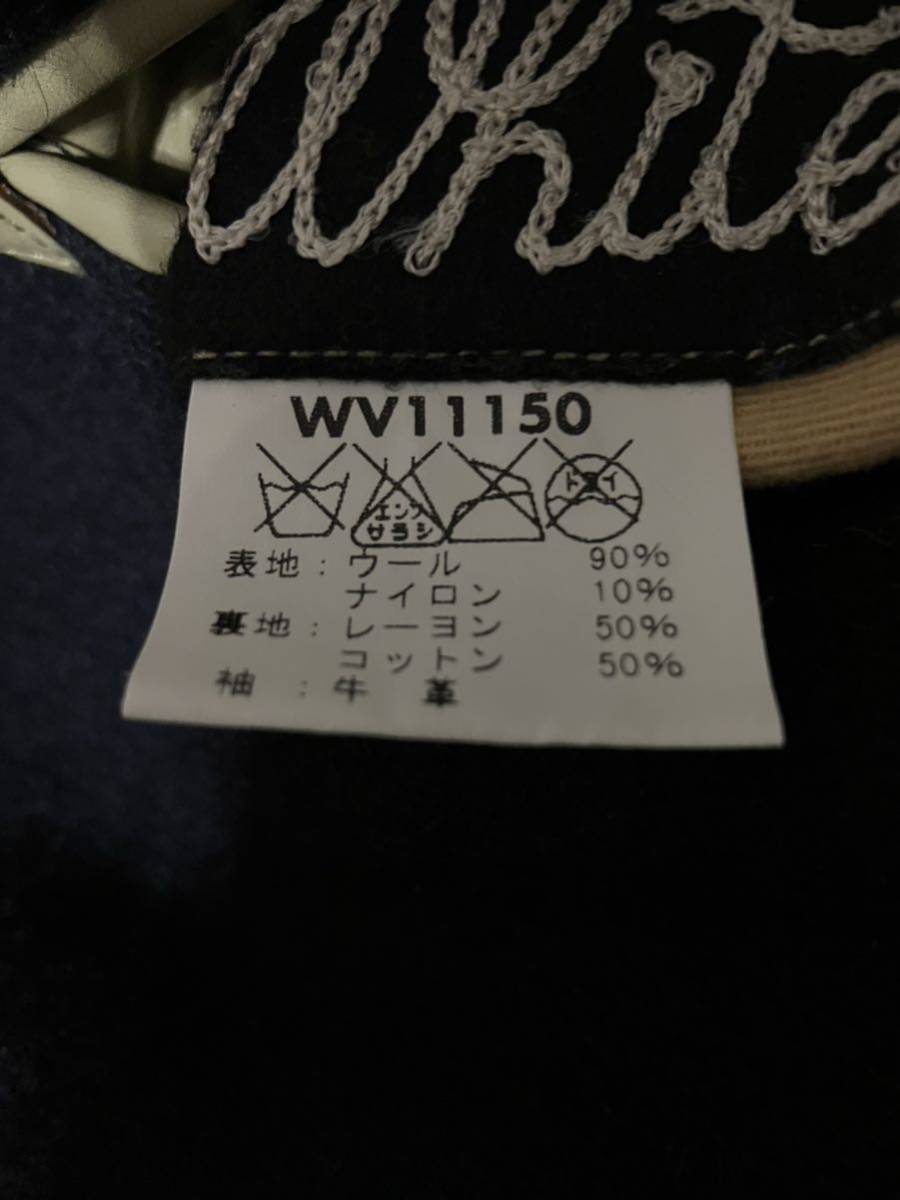 White
WV11150
エンソ
サラシ
ドライ
表地：ウール 90%
ナイロン 10%
裏地：レーヨン 50%
コットン 50%
袖 ：牛 革